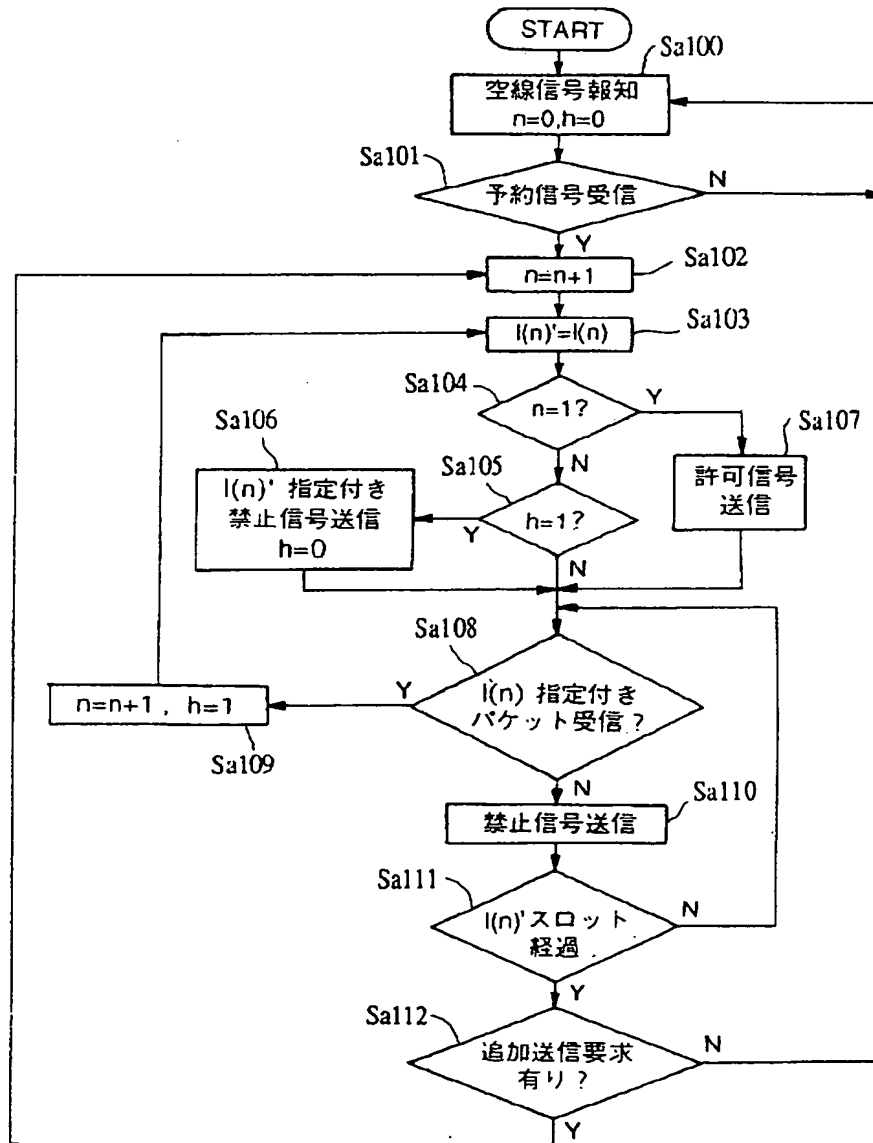 START
Sa100
空線信号報知
n=0,h=0
Sa101
予約信号受信
N
Y
Sa102
n=n+1
Sa103
l(n)'=l(n)
Sa104
n=1?
Y
N
Sa107
許可信号
送信
Sa106
l(n)' 指定付き
禁止信号送信
h=0
Sa105
h=1?
Y
N
Sa108
l(n) 指定付き
パケット受信?
Y
N
n=n+1 , h=1
Sa109
Sa110
禁止信号送信
Sa111
l(n)'スロット
経過
N
Y
Sa112
追加送信要求
有り?
N
Y